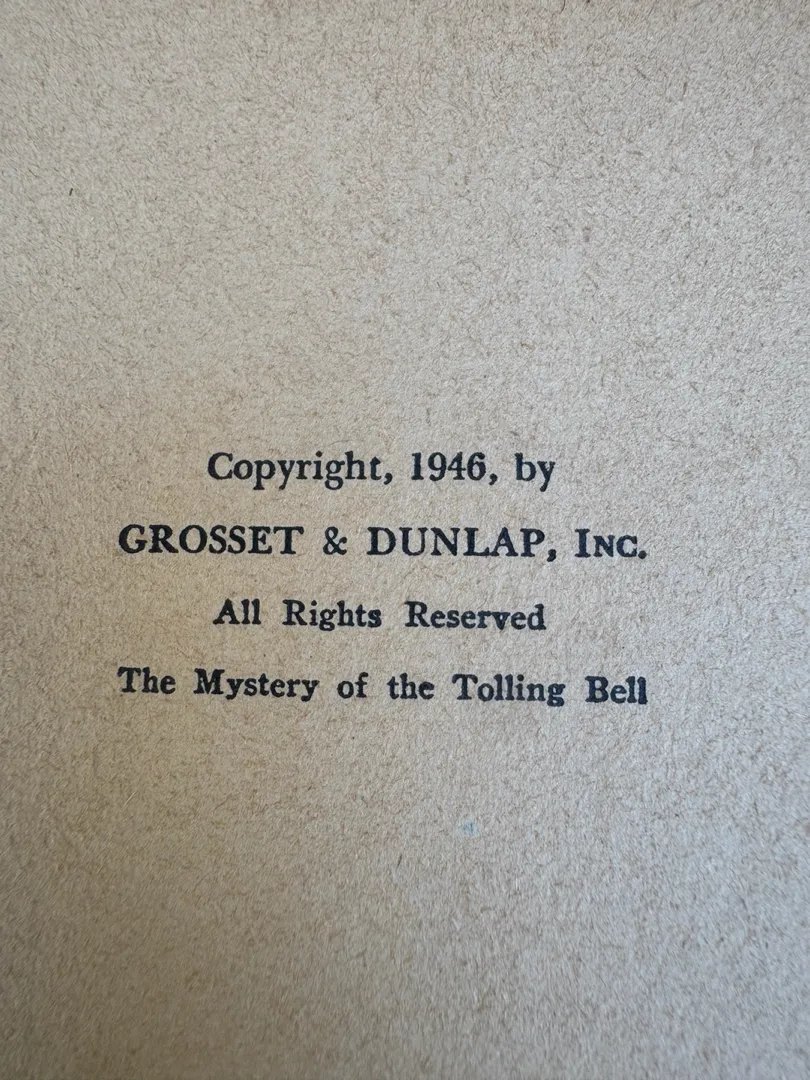 Copyright, 1946, by
GROSSET & DUNLAP, INC.
All Rights Reserved
The Mystery of the Tolling Bell